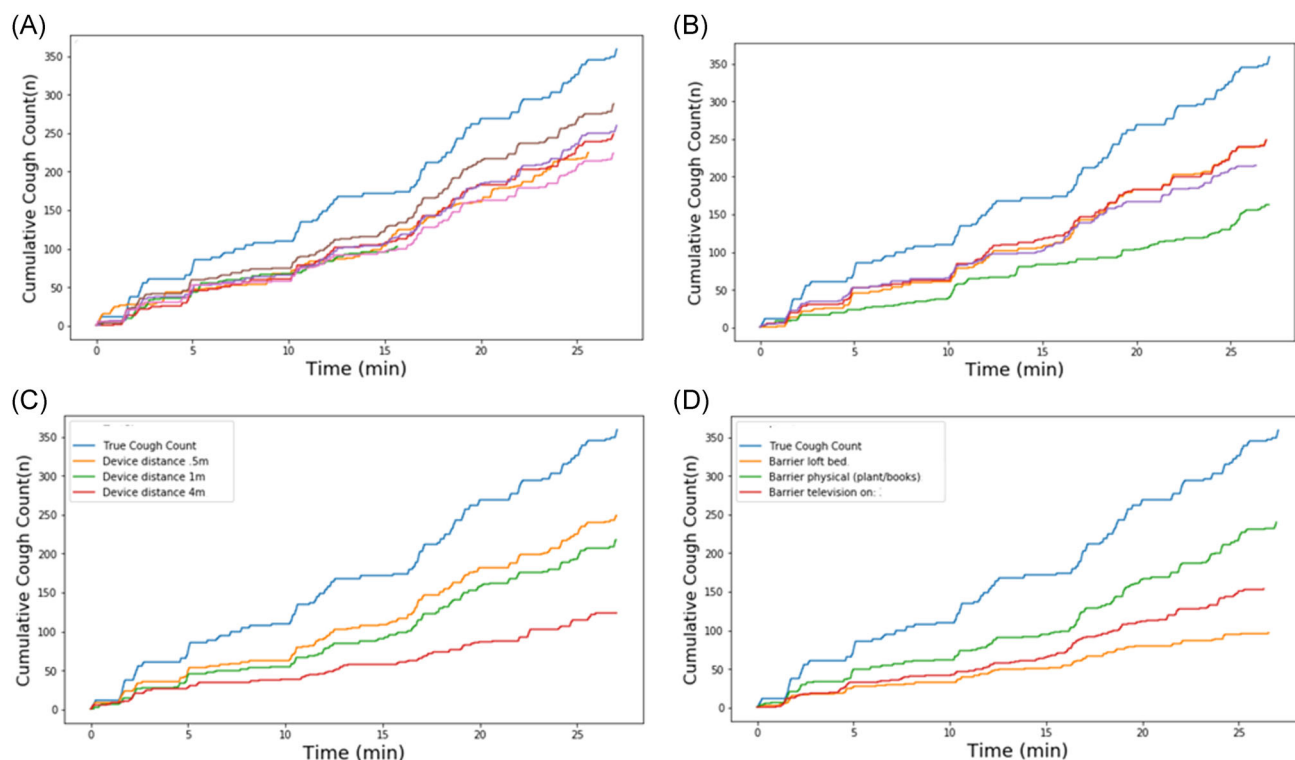 (A)
350
300
250
200
150
100
50
0
Cumulative Cough Count(n)
0 5 10 15 20 25
Time (min)
(B)
350
300
250
200
150
100
50
0
Cumulative Cough Count(n)
0 5 10 15 20 25
Time (min)
(C)
350
300
250
200
150
100
50
0
Cumulative Cough Count(n)
True Cough Count
Device distance .5m
Device distance 1m
Device distance 4m
0 5 10 15 20 25
Time (min)
(D)
350
300
250
200
150
100
50
0
Cumulative Cough Count(n)
True Cough Count
Barrier loft bed.
Barrier physical (plant/books)
Barrier television on:
0 5 10 15 20 25
Time (min)